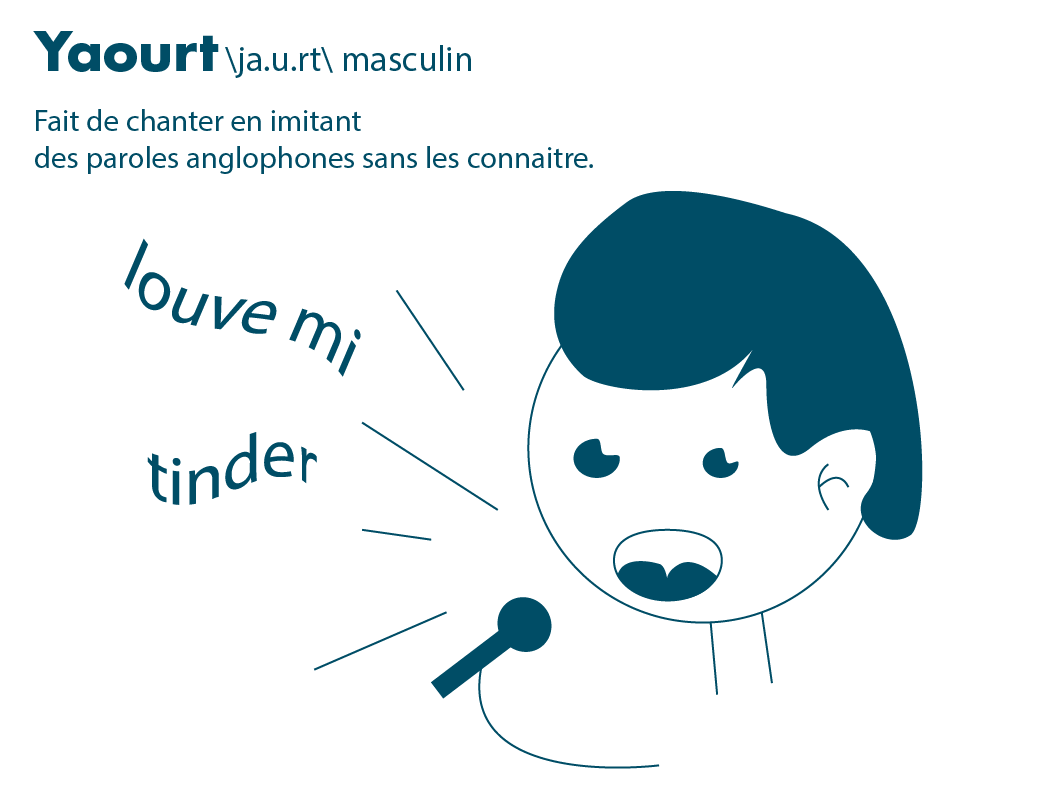 Yaourt \ja.u.rt\ masculin
Fait de chanter en imitant
des paroles anglophones sans les connaitre.
louve mi
tinder